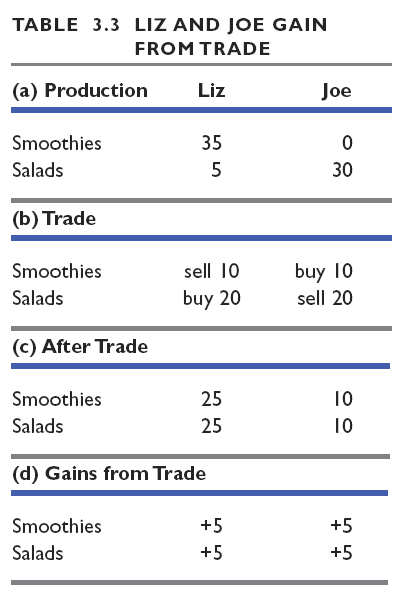 TABLE 3.3 LIZ AND JOE GAIN
FROM TRADE
(a) Production Liz Joe
Smoothies 35 0
Salads 5 30
(b) Trade
Smoothies sell 10 buy 10
Salads buy 20 sell 20
(c) After Trade
Smoothies 25 10
Salads 25 10
(d) Gains from Trade
Smoothies +5 +5
Salads +5 +5